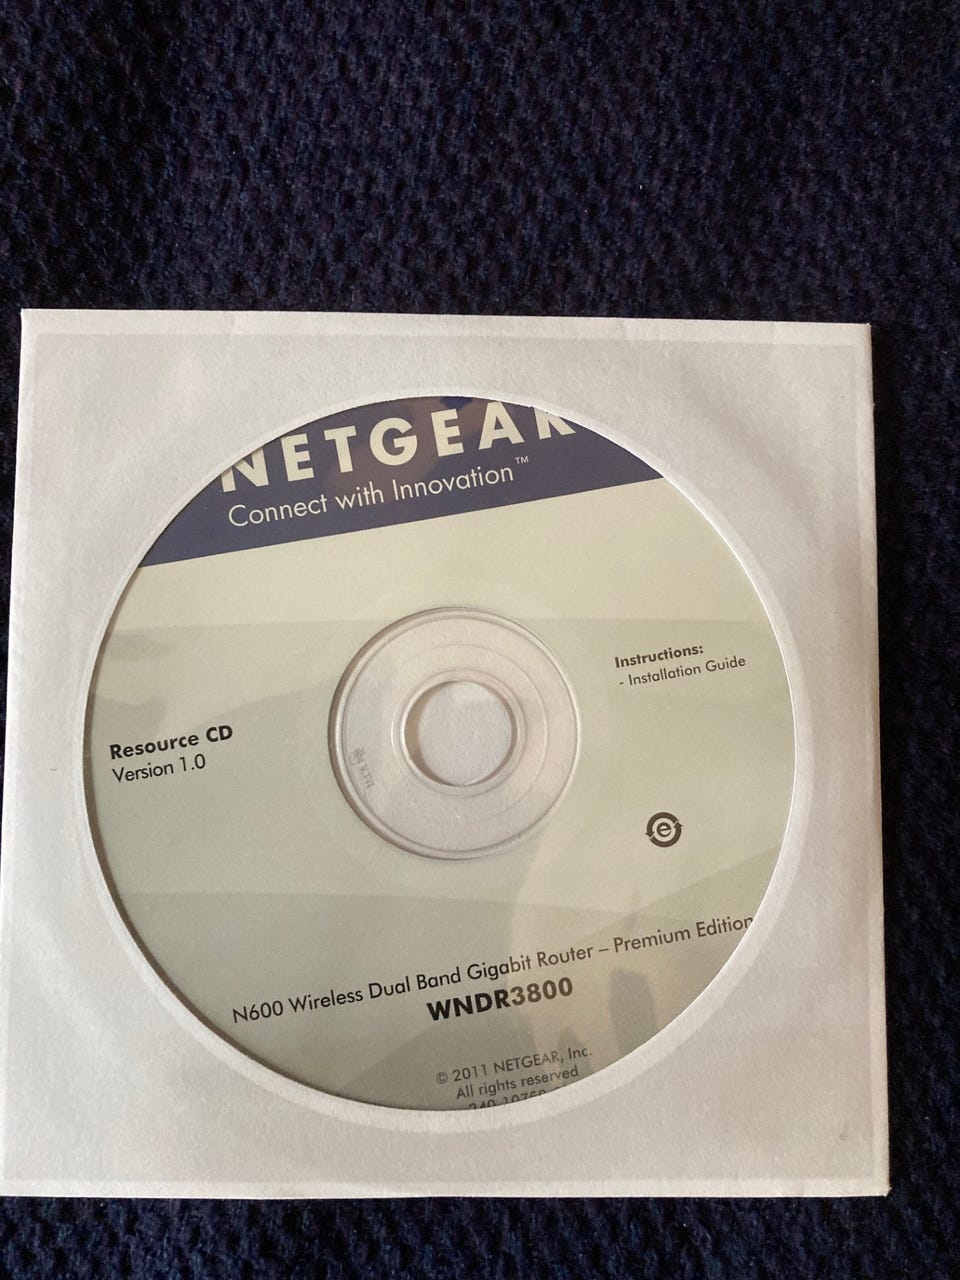 NETGEAR
Connect with Innovation™
Instructions:
- Installation Guide
Resource CD
Version 1.0
e
N600 Wireless Dual Band Gigabit Router – Premium Edition
WNDR3800
© 2011 NETGEAR, Inc.
All rights reserved